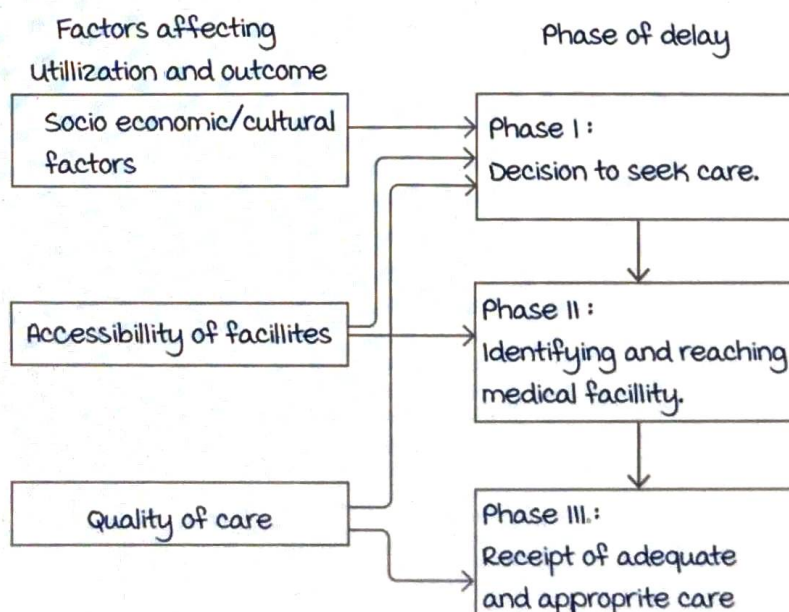 Factors affecting
utillization and outcome
Phase of delay
Socio economic/cultural
factors
Phase I:
Decision to seek care.
Accessibillity of facillites
Phase II:
Identifying and reaching
medical facillity.
Quality of care
Phase III.:
Receipt of adequate
and approprite care